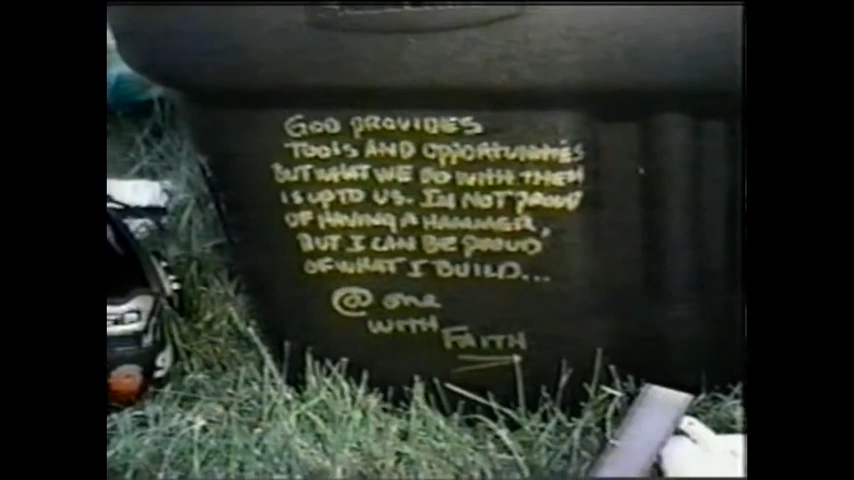 GOD PROVIDES
TOOLS AND OPPORTUNITIES
BUT WHAT WE DO WITH THEM
IS UP TO US. I'M NOT PROUD
OF HAVING A HAMMER,
BUT I CAN BE PROUD
OF WHAT I BUILD...
@ one
WITH
FAITH